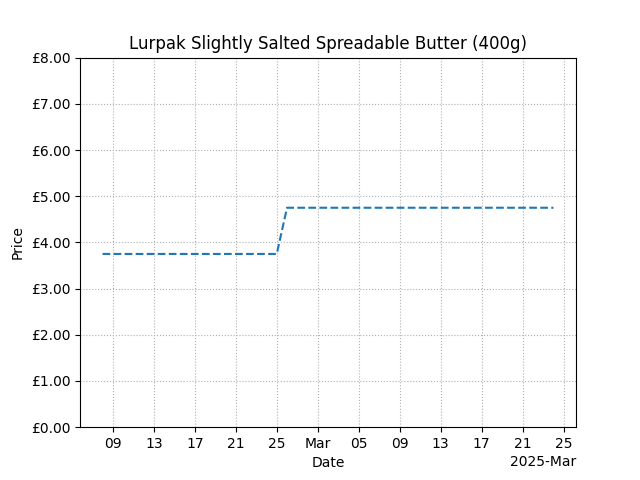 Lurpak Slightly Salted Spreadable Butter (400g)
£8.00
£7.00
£6.00
£5.00
£4.00
£3.00
£2.00
£1.00
£0.00
Price
09 13 17 21 25 Mar 05 09 13 17 21 25
Date
2025-Mar